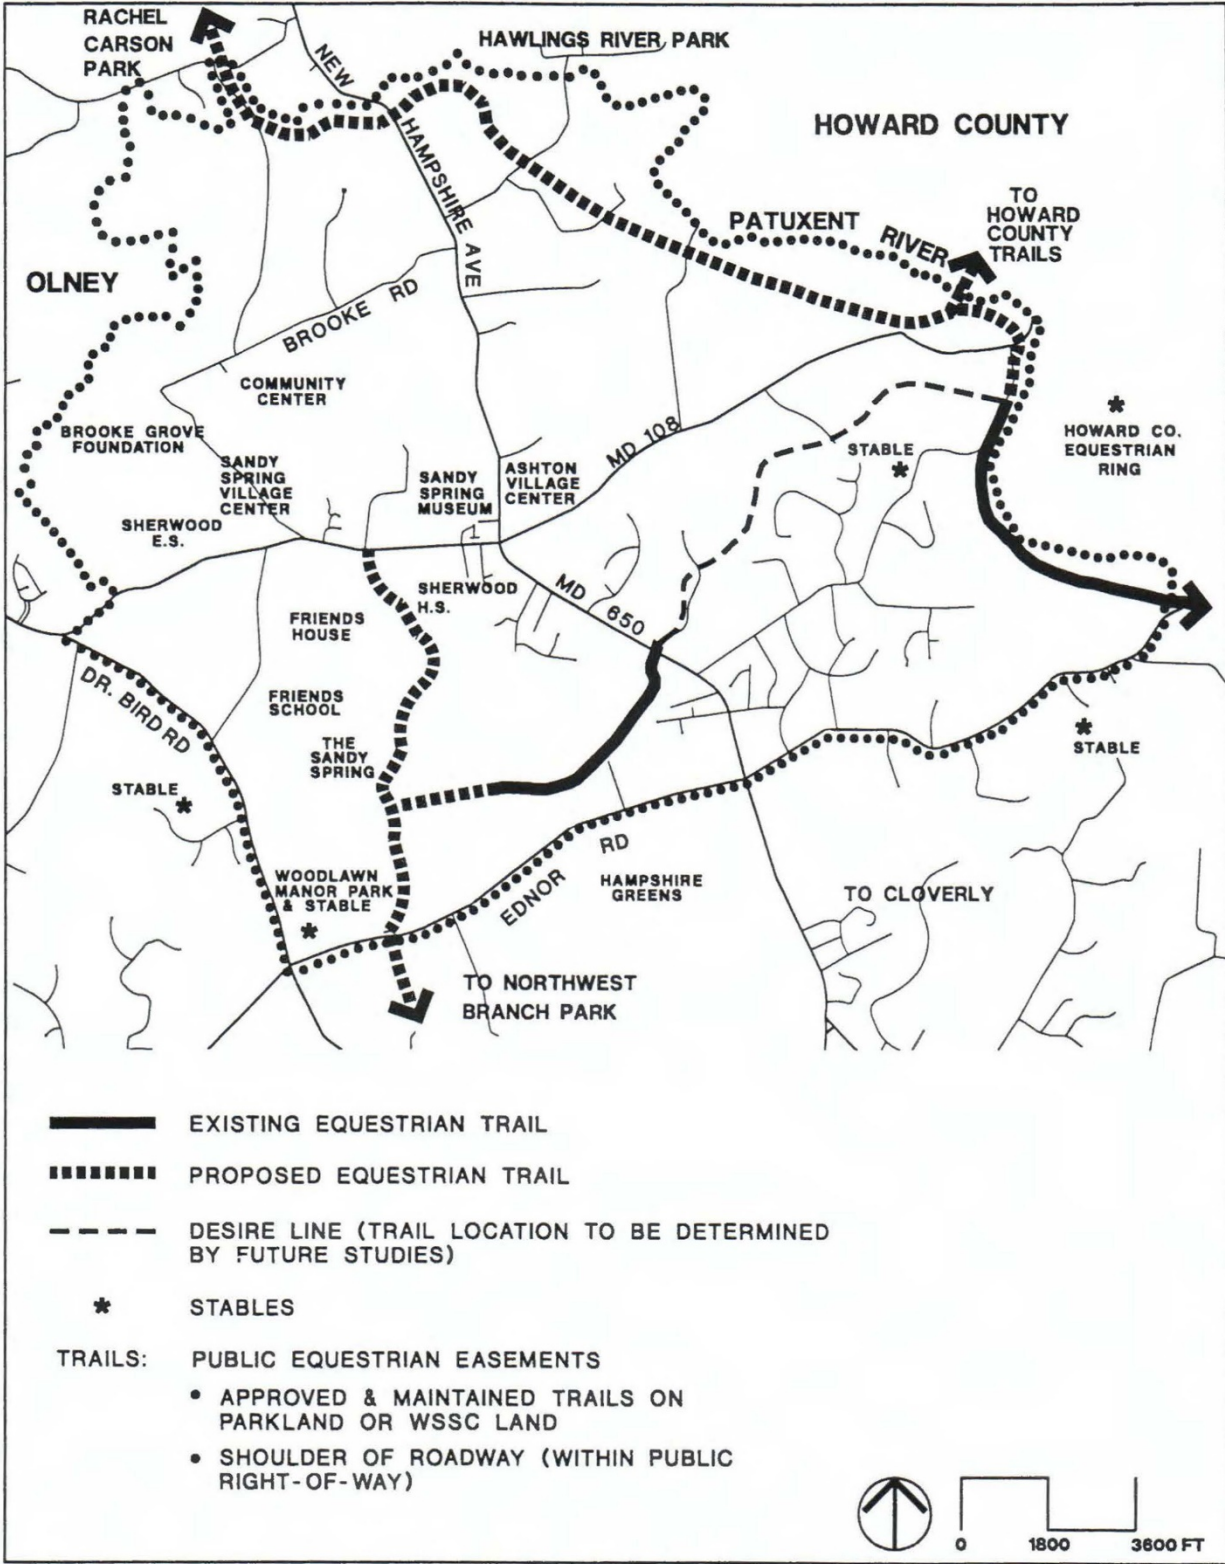 RACHEL
CARSON
PARK
NEW
HAMPSHIRE AVE
HAWLINGS RIVER PARK
HOWARD COUNTY
TO
HOWARD
COUNTY
TRAILS
PATUXENT
RIVER
OLNEY
BROOKE RD
COMMUNITY
CENTER
BROOKE GROVE
FOUNDATION
SANDY
SPRING
VILLAGE
CENTER
SANDY
SPRING
MUSEUM
ASHTON
VILLAGE
CENTER
MD 108
STABLE
HOWARD CO.
EQUESTRIAN
RING
SHERWOOD
E.S.
SHERWOOD
H.S.
MD 650
FRIENDS
HOUSE
DR. BIRD RD
FRIENDS
SCHOOL
THE
SANDY
SPRING
STABLE
STABLE
WOODLAWN
MANOR PARK
& STABLE
EDNOR RD
HAMPSHIRE
GREENS
TO CLOVERLY
TO NORTHWEST
BRANCH PARK
EXISTING EQUESTRIAN TRAIL
PROPOSED EQUESTRIAN TRAIL
DESIRE LINE (TRAIL LOCATION TO BE DETERMINED
BY FUTURE STUDIES)
* STABLES
TRAILS: PUBLIC EQUESTRIAN EASEMENTS
• APPROVED & MAINTAINED TRAILS ON
PARKLAND OR WSSC LAND
• SHOULDER OF ROADWAY (WITHIN PUBLIC
RIGHT-OF-WAY)
0 1800 3600 FT